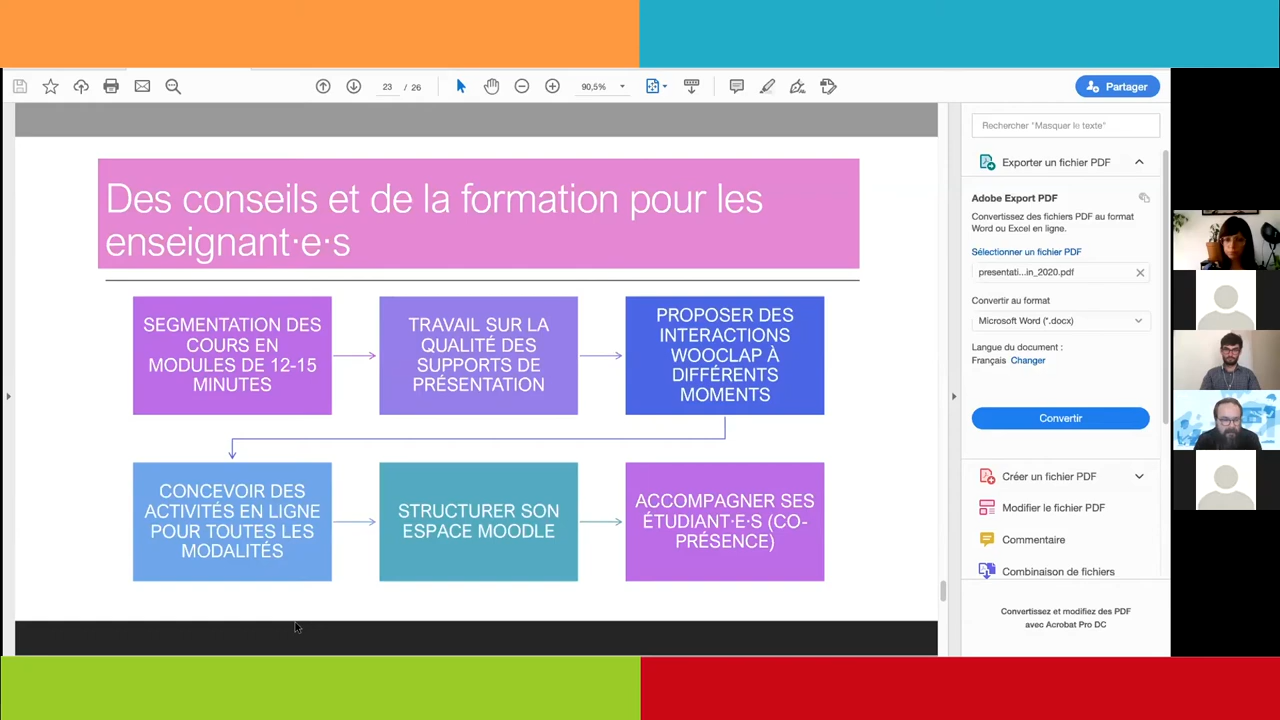 23 / 26
90,5%
Partager
Des conseils et de la formation pour les
enseignant·e·s
SEGMENTATION DES
COURS EN
MODULES DE 12-15
MINUTES
TRAVAIL SUR LA
QUALITÉ DES
SUPPORTS DE
PRÉSENTATION
PROPOSER DES
INTERACTIONS
WOOCLAP À
DIFFÉRENTS
MOMENTS
CONCEVOIR DES
ACTIVITÉS EN LIGNE
POUR TOUTES LES
MODALITÉS
STRUCTURER SON
ESPACE MOODLE
ACCOMPAGNER SES
ÉTUDIANT·E·S (CO-
PRÉSENCE)
Rechercher "Masquer le texte"
Exporter un fichier PDF
Adobe Export PDF
Convertissez des fichiers PDF au format
Word ou Excel en ligne.
Sélectionner un fichier PDF
presentati...in_2020.pdf
Convertir au format
Microsoft Word (*.docx)
Langue du document :
Français Changer
Convertir
Créer un fichier PDF
Modifier le fichier PDF
Commentaire
Combinaison de fichiers
Convertissez et modifiez des PDF
avec Acrobat Pro DC